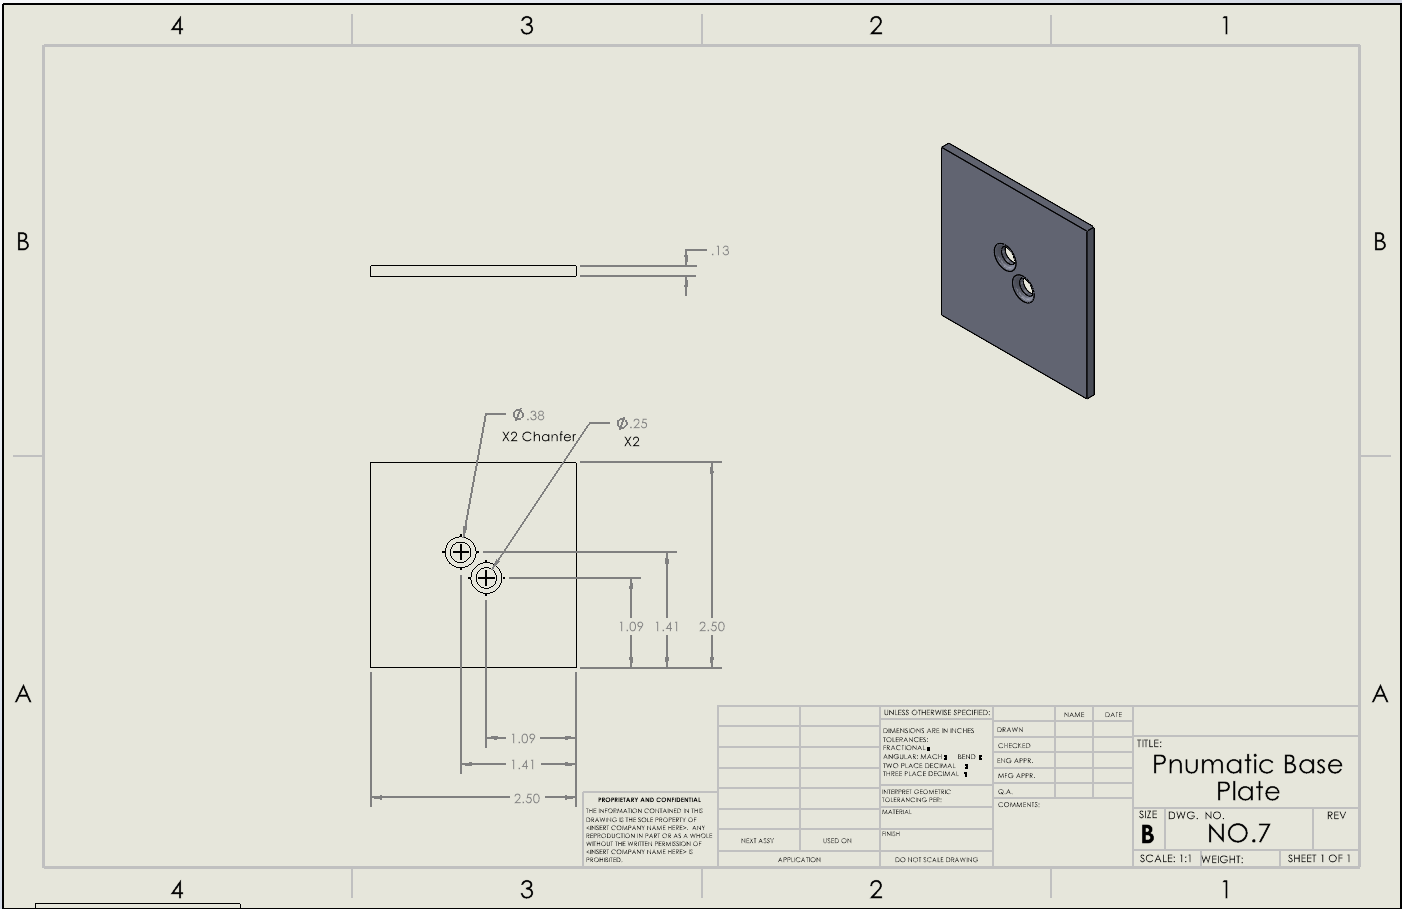 4 3 2 1
B B
.13
Ø.38
X2 Chanfer
Ø.25
X2
1.09 1.41 2.50
A A
1.09
1.41
2.50
PROPRIETARY AND CONFIDENTIAL
THE INFORMATION CONTAINED IN THIS
DRAWING IS THE SOLE PROPERTY OF
<INSERT COMPANY NAME HERE>. ANY
REPRODUCTION IN PART OR AS A WHOLE
WITHOUT THE WRITTEN PERMISSION OF
<INSERT COMPANY NAME HERE> IS
PROHIBITED.
NEXT ASSY USED ON
APPLICATION
UNLESS OTHERWISE SPECIFIED:
DIMENSIONS ARE IN INCHES
TOLERANCES:
FRACTIONAL
ANGULAR: MACH BEND
TWO PLACE DECIMAL
THREE PLACE DECIMAL
INTERPRET GEOMETRIC
TOLERANCING PER:
MATERIAL
FINISH
DO NOT SCALE DRAWING
NAME DATE
DRAWN
CHECKED
ENG APPR.
MFG APPR.
Q.A.
COMMENTS:
TITLE:
Pnumatic Base
Plate
SIZE DWG. NO. REV
B NO.7
SCALE: 1:1 WEIGHT: SHEET 1 OF 1
4 3 2 1